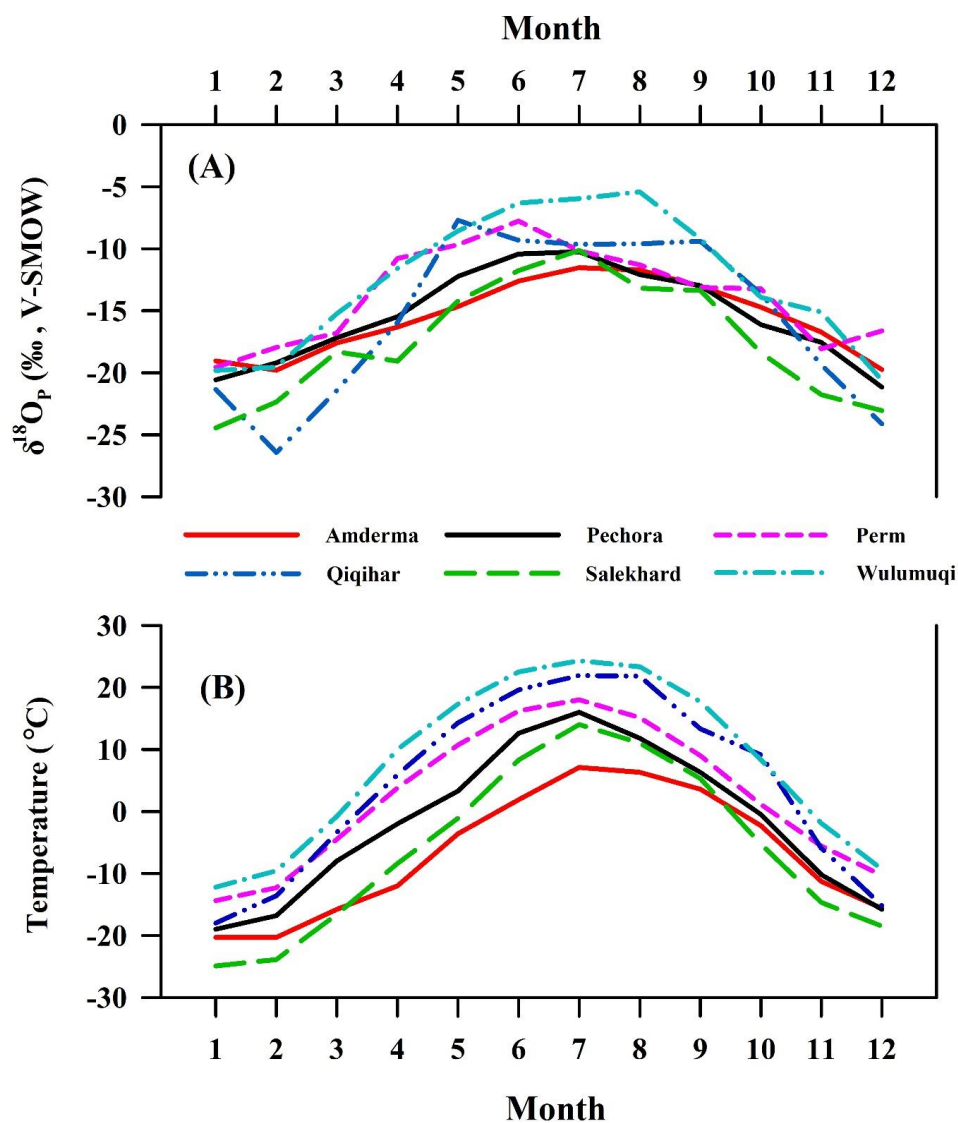 Month
1 2 3 4 5 6 7 8 9 10 11 12
0
(A)
-5
-10
-15
-20
-25
-30
δ¹⁸Oₚ (‰, V-SMOW)
Amderma Pechora Perm
Qiqihar Salekhard Wulumuqi
30
20
(B)
10
0
-10
-20
-30
Temperature (°C)
1 2 3 4 5 6 7 8 9 10 11 12
Month